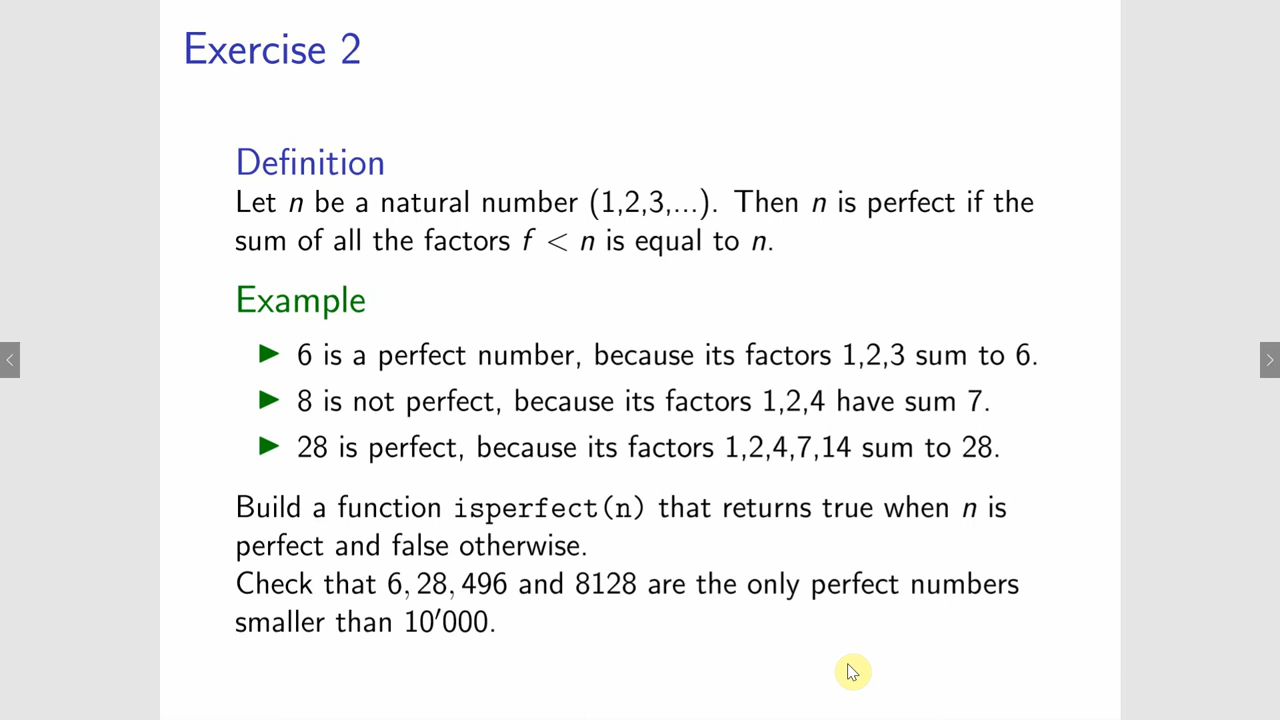 Exercise 2
Definition
Let n be a natural number (1,2,3,...). Then n is perfect if the
sum of all the factors f < n is equal to n.
Example
▶ 6 is a perfect number, because its factors 1,2,3 sum to 6.
▶ 8 is not perfect, because its factors 1,2,4 have sum 7.
▶ 28 is perfect, because its factors 1,2,4,7,14 sum to 28.
Build a function isperfect(n) that returns true when n is
perfect and false otherwise.
Check that 6, 28, 496 and 8128 are the only perfect numbers
smaller than 10′000.